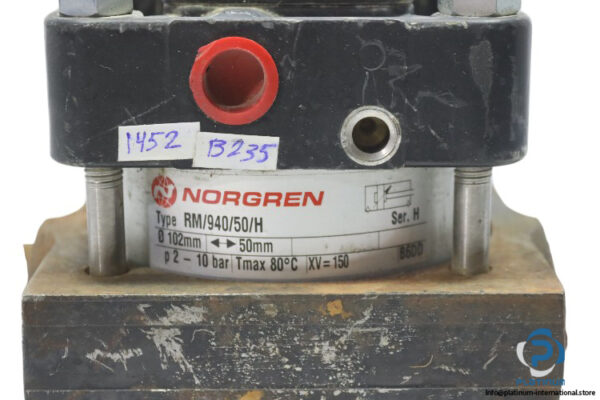 1452
B235
NORGREN
Type RM/940/50/H
Ser. H
Ø 102mm ◄─► 50mm
p 2 - 10 bar Tmax 80°C XV=150
info@platinum-international.store